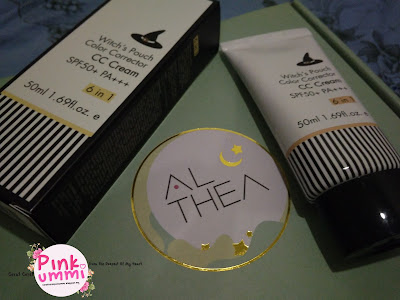 Witch's Pouch
Color Corrector
CC Cream
SPF50+ PA+++
6 in 1
50ml 1.69fl.oz. e
Witch's Pouch
Color Corrector
CC Cream
SPF50+ PA+++
6 in 1
50ml 1.69fl.oz. e
AL
THEA
Pink
ummi